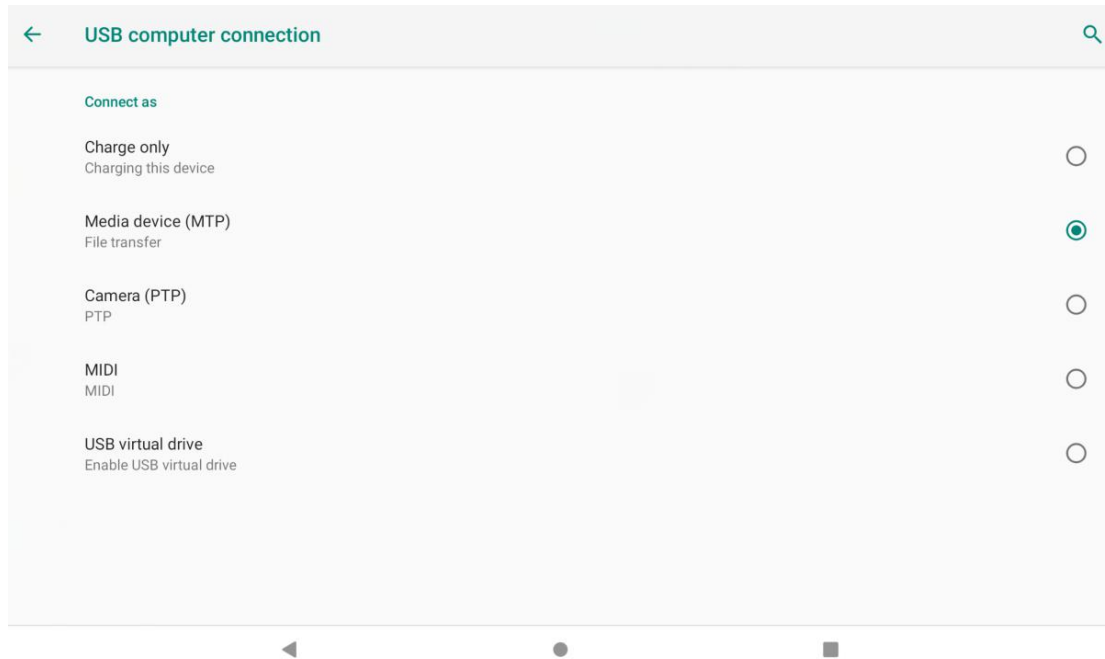 USB computer connection
Connect as
Charge only
Charging this device
Media device (MTP)
File transfer
Camera (PTP)
PTP
MIDI
MIDI
USB virtual drive
Enable USB virtual drive